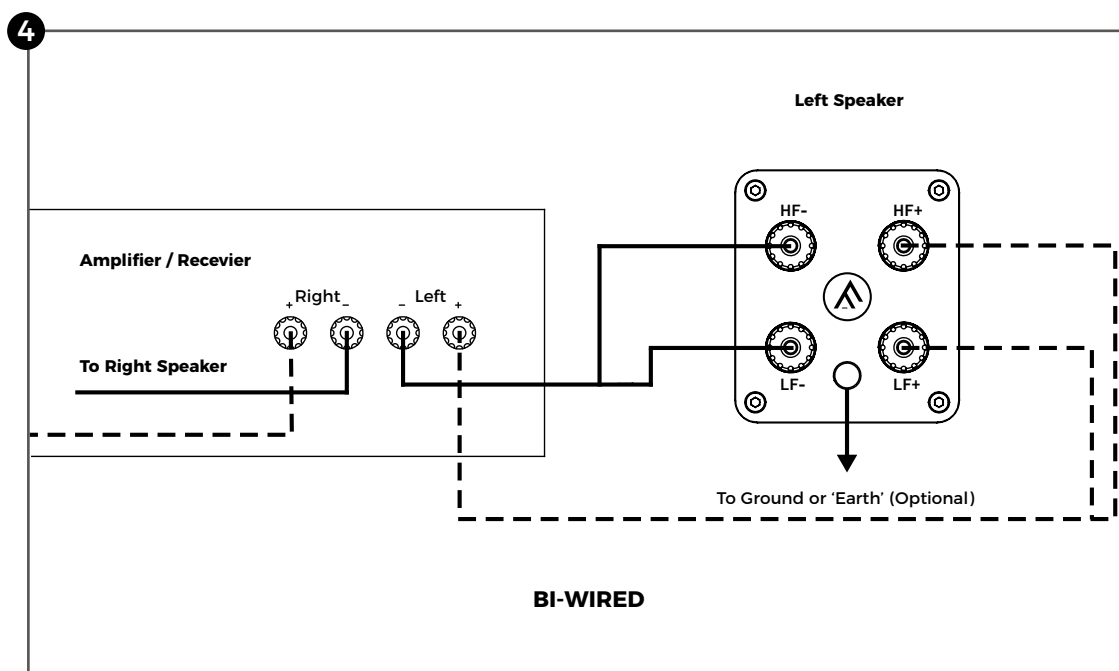 4
Left Speaker
HF-
HF+
Amplifier / Recevier
+ Right –
– Left +
To Right Speaker
LF-
LF+
To Ground or ‘Earth’ (Optional)
BI-WIRED